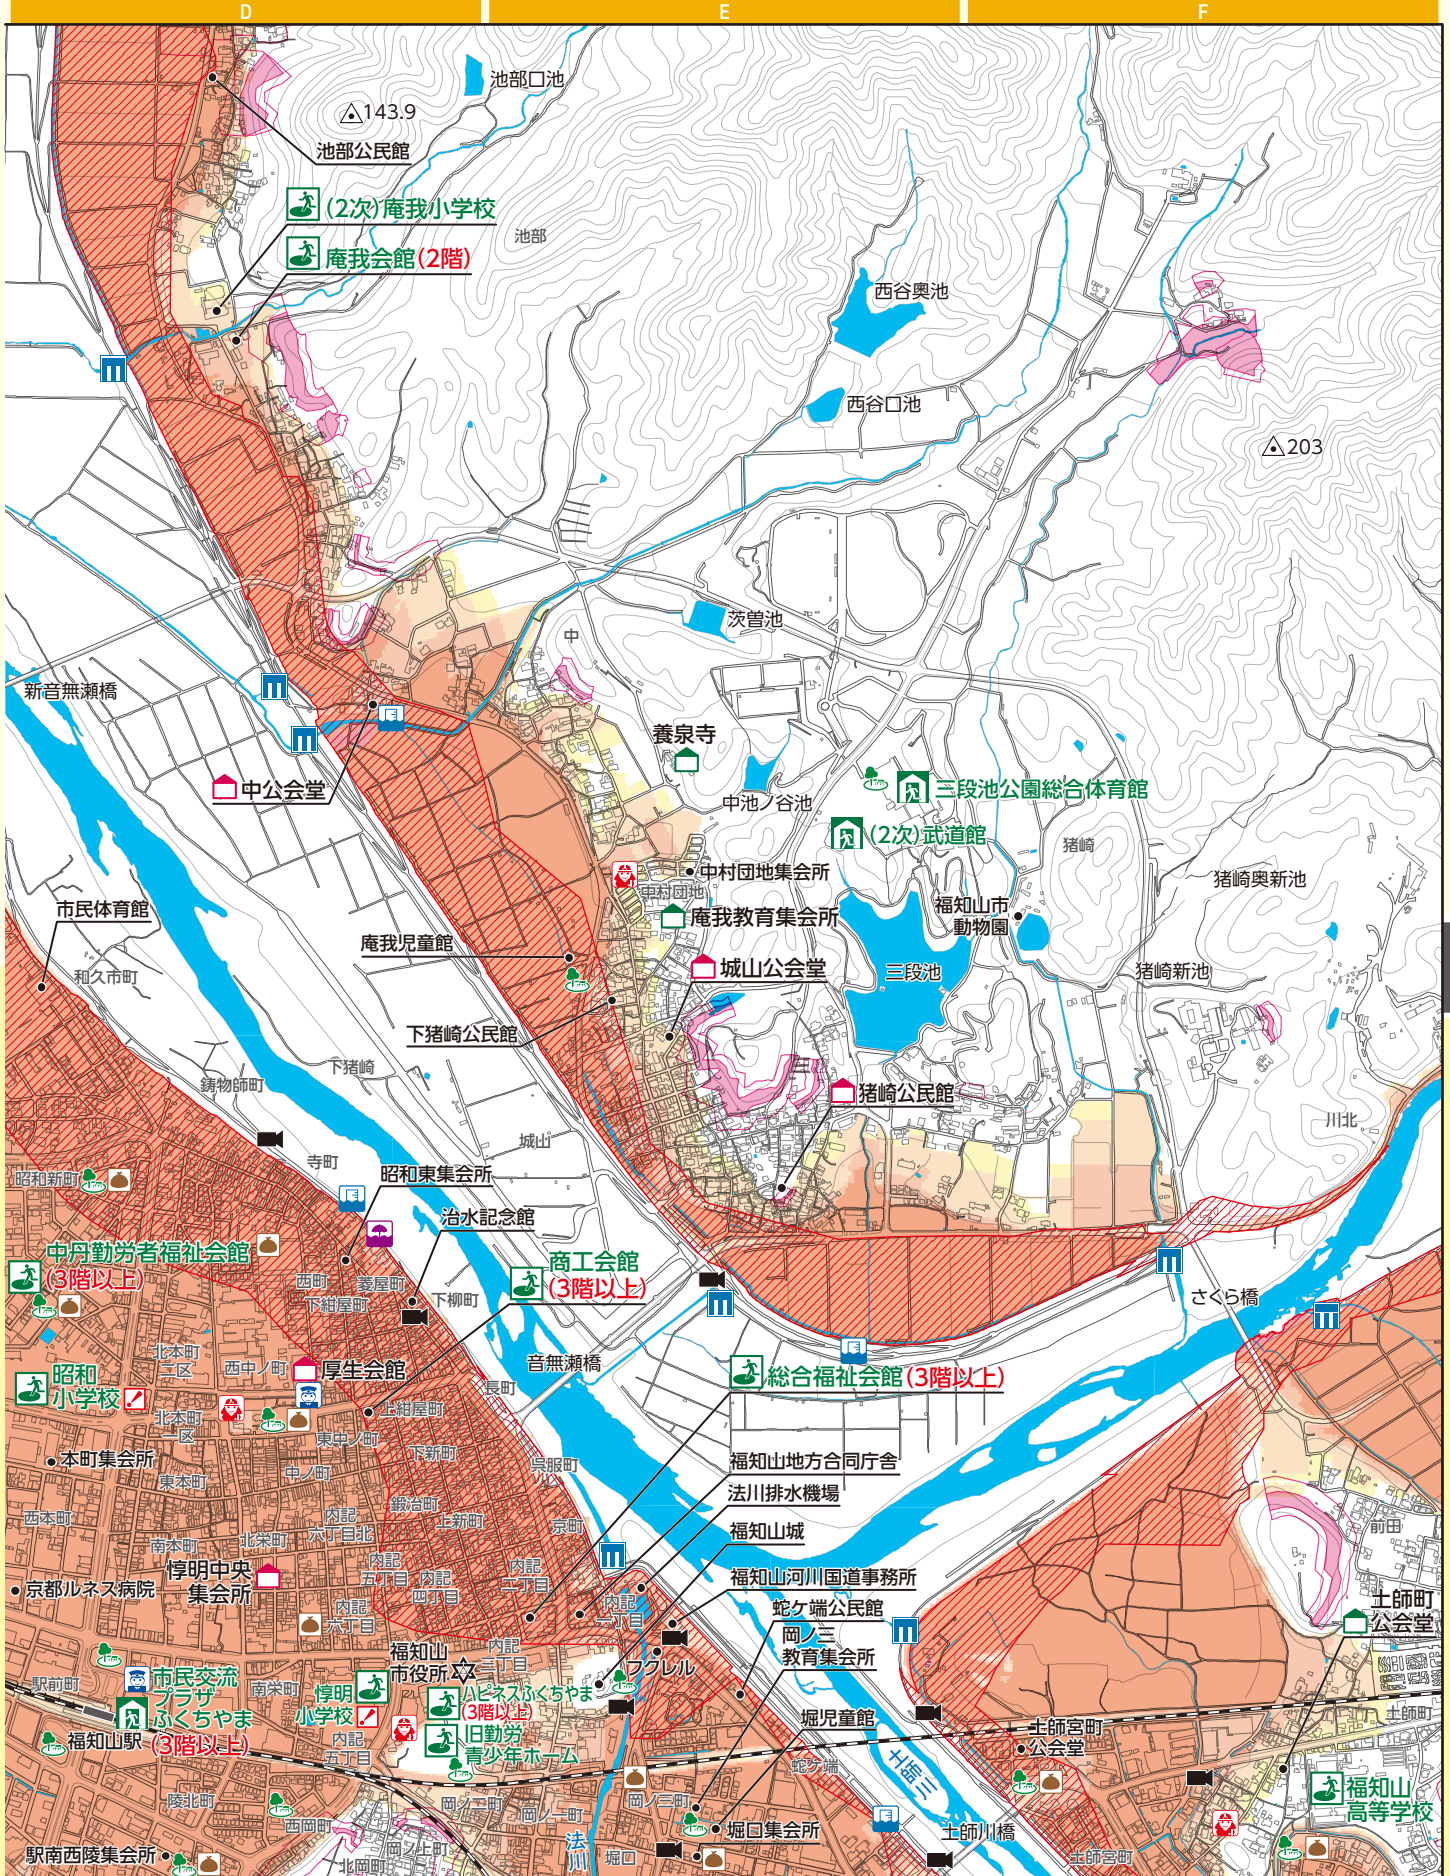 D
E
F
池部口池
143.9
池部公民館
(2次)庵我小学校
池部
庵我会館(2階)
西谷奥池
西谷口池
203
茨曽池
中
新音無瀬橋
養泉寺
中公会堂
中池ノ谷池
三段池公園総合体育館
(2次)武道館
猪崎
中村団地集会所
中村団地
猪崎奥新池
市民体育館
庵我教育集会所
福知山市
動物園
庵我児童館
和久市町
城山公会堂
三段池
猪崎新池
下猪崎公民館
下猪崎
鋳物師町
三
猪崎公民館
川北
城山
寺町
昭和新町
昭和東集会所
治水記念館
中丹勤労者福祉会館
(3階以上)
商工会館
(3階以上)
西町
菱屋町
下紺屋町
下柳町
さくら橋
北本町
二区
西中ノ町
厚生会館
音無瀬橋
昭和
小学校
総合福祉会館(3階以上)
長町
上紺屋町
北本町
一区
東中ノ町
下新町
本町集会所
中ノ町
呉服町
福知山地方合同庁舎
東本町
法川排水機場
西本町
内記
六丁目北
鍛冶町
上新町
京町
福知山城
前田
南本町
北栄町
内記
五丁目
内記
四丁目
内記
二丁目
惇明中央
集会所
京都ルネス病院
福知山河川国道事務所
内記
一丁目
内記
六丁目
蛇ケ端公民館
土師町
公会堂
岡ノ三
教育集会所
福知山
市役所
内記
三丁目
フクレル
駅前町
市民交流
プラザ
ふくちやま
(3階以上)
南栄町
惇明
小学校
ハピネスふくちやま
(3階以上)
旧勤労
青少年ホーム
堀児童館
土師町
福知山駅
内記
五丁目
土師宮町
公会堂
蛇ケ端
土師川
陵北町
岡ノ二町
岡ノ一町
岡ノ三町
福知山
高等学校
西岡町
岡ノ上町
法川
堀口集会所
土師川橋
駅南西陵集会所
北岡町
堀口
土師宮町